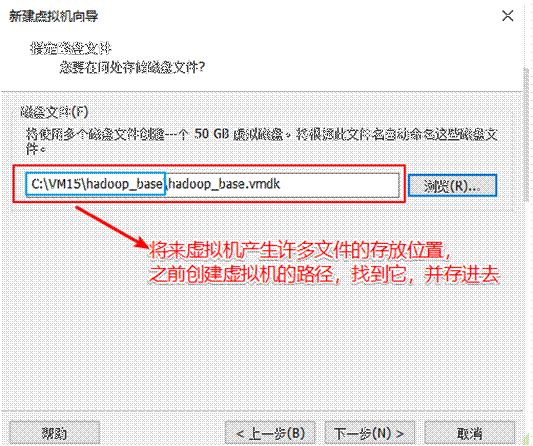 新建虚拟机向导
指定磁盘文件
您要在何处存储磁盘文件?
磁盘文件(F)
将使用多个磁盘文件创建一个 50 GB 虚拟磁盘。将根据此文件名自动命名这些磁盘文
件。
C:\VM15\hadoop_base\hadoop_base.vmdk
浏览(R)...
将来虚拟机产生许多文件的存放位置,
之前创建虚拟机的路径，找到它，并存进去
帮助
< 上一步(B)
下一步(N) >
取消